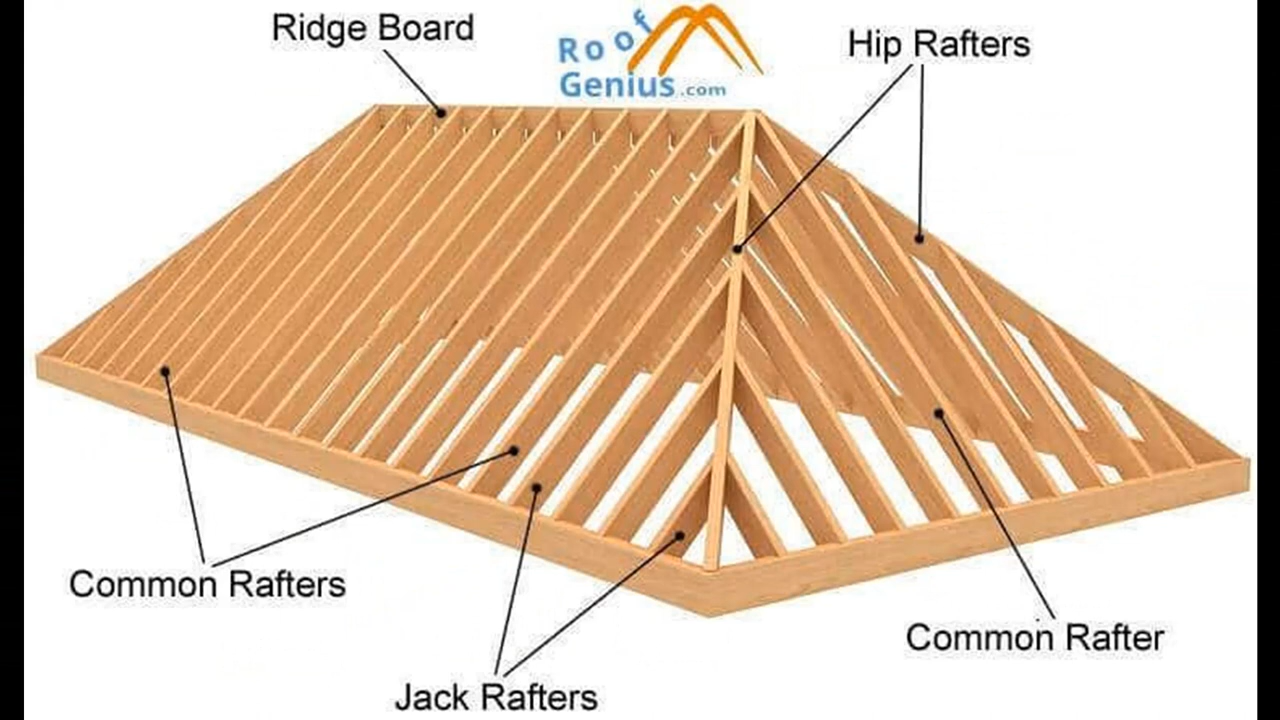 Ridge Board
Roof
Genius.com
Hip Rafters
Common Rafters
Common Rafter
Jack Rafters